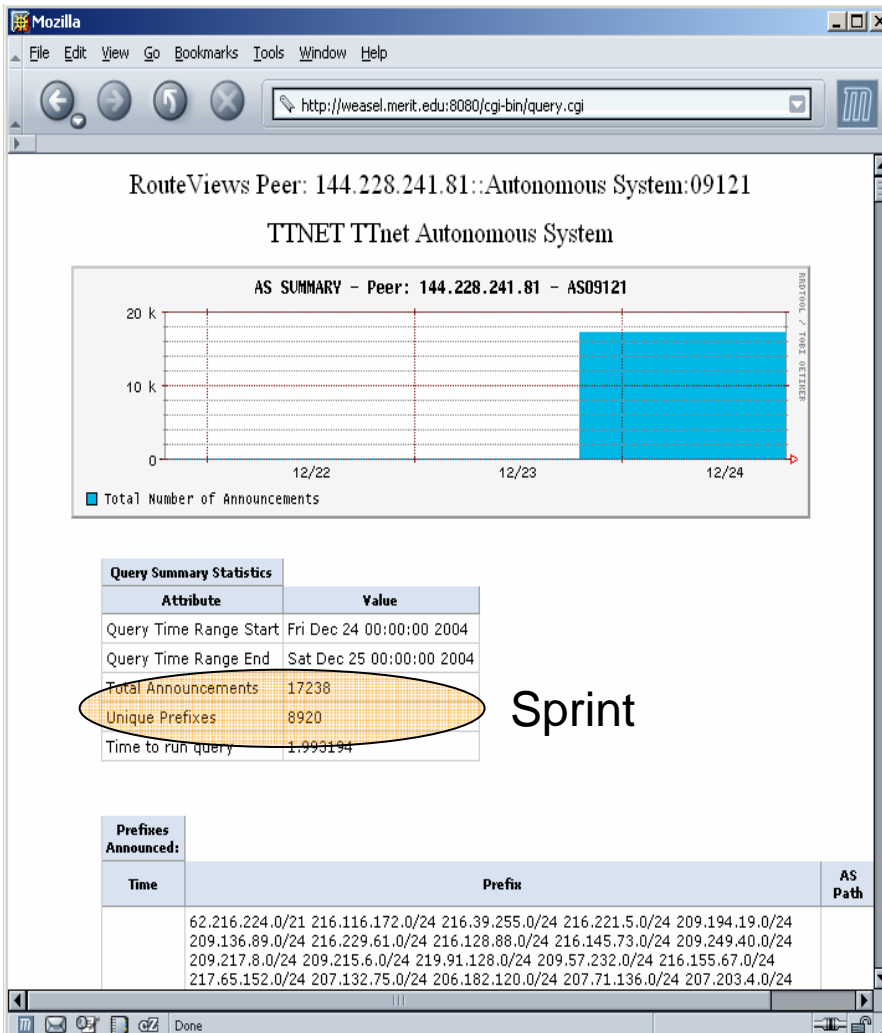 Mozilla
File Edit View Go Bookmarks Tools Window Help
http://weasel.merit.edu:8080/cgi-bin/query.cgi
RouteViews Peer: 144.228.241.81::Autonomous System:09121
TTNET TTnet Autonomous System
AS SUMMARY - Peer: 144.228.241.81 - AS09121
RRDTOOL / TOBI OETIKER
20 k
10 k
0
12/22 12/23 12/24
Total Number of Announcements
Query Summary Statistics
Attribute Value
Query Time Range Start Fri Dec 24 00:00:00 2004
Query Time Range End Sat Dec 25 00:00:00 2004
Total Announcements 17238
Unique Prefixes 8920
Time to run query 1.993194
Sprint
Prefixes
Announced:
Time Prefix AS
Path
62.216.224.0/21 216.116.172.0/24 216.39.255.0/24 216.221.5.0/24 209.194.19.0/24
209.136.89.0/24 216.229.61.0/24 216.128.88.0/24 216.145.73.0/24 209.249.40.0/24
209.217.8.0/24 209.215.6.0/24 219.91.128.0/24 209.57.232.0/24 216.155.67.0/24
217.65.152.0/24 207.132.75.0/24 206.182.120.0/24 207.71.136.0/24 207.203.4.0/24
Done